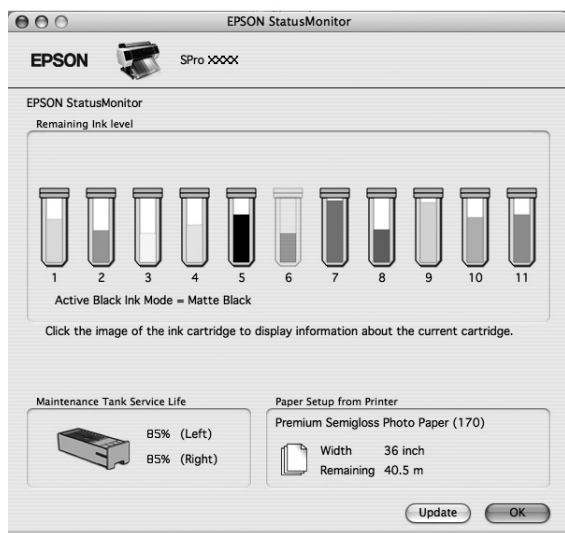 EPSON StatusMonitor
EPSON
SPro XXXX
EPSON StatusMonitor
Remaining Ink level
1 2 3 4 5 6 7 8 9 10 11
Active Black Ink Mode = Matte Black
Click the image of the ink cartridge to display information about the current cartridge.
Maintenance Tank Service Life
85% (Left)
85% (Right)
Paper Setup from Printer
Premium Semigloss Photo Paper (170)
Width 36 inch
Remaining 40.5 m
Update OK